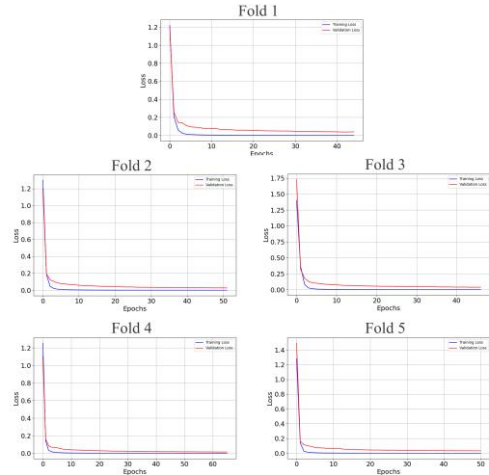 Fold 1
Training Loss
Validation Loss
1.2
1.0
0.8
0.6
0.4
0.2
0.0
Loss
0 10 20 30 40
Epochs
Fold 2
Training Loss
Validation Loss
1.2
1.0
0.8
0.6
0.4
0.2
0.0
Loss
0 10 20 30 40 50
Epochs
Fold 3
Training Loss
Validation Loss
1.75
1.50
1.25
1.00
0.75
0.50
0.25
0.00
Loss
0 10 20 30 40
Epochs
Fold 4
Training Loss
Validation Loss
1.2
1.0
0.8
0.6
0.4
0.2
0.0
Loss
0 10 20 30 40 50 60
Epochs
Fold 5
Training Loss
Validation Loss
1.4
1.2
1.0
0.8
0.6
0.4
0.2
0.0
Loss
0 10 20 30 40 50
Epochs